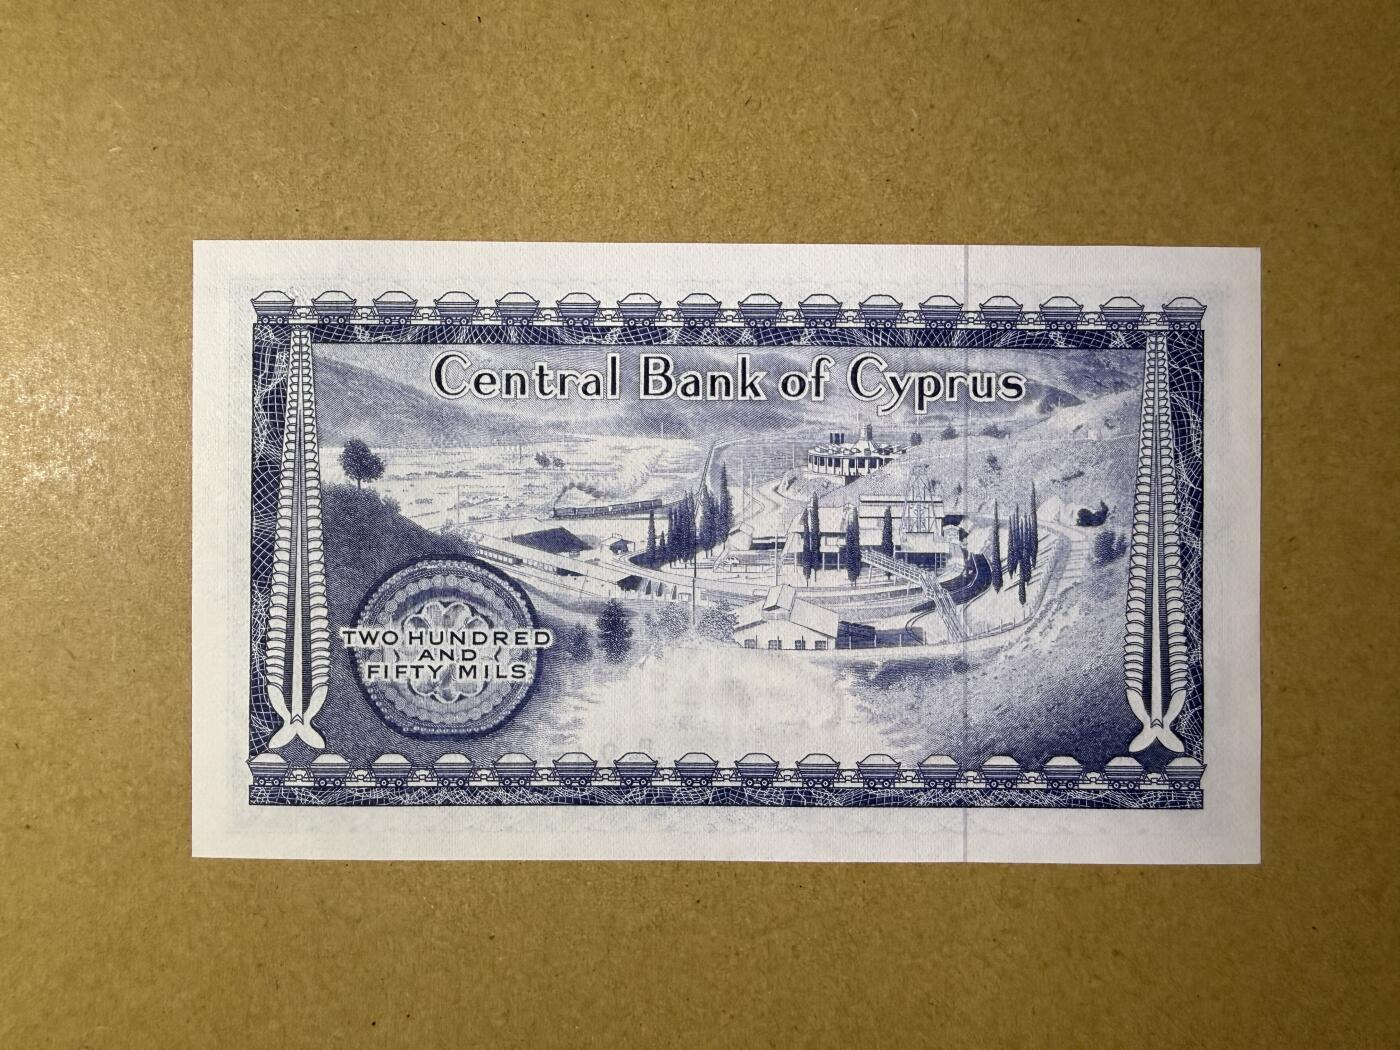 Central Bank of Cyprus
TWO HUNDRED
AND
FIFTY MILS